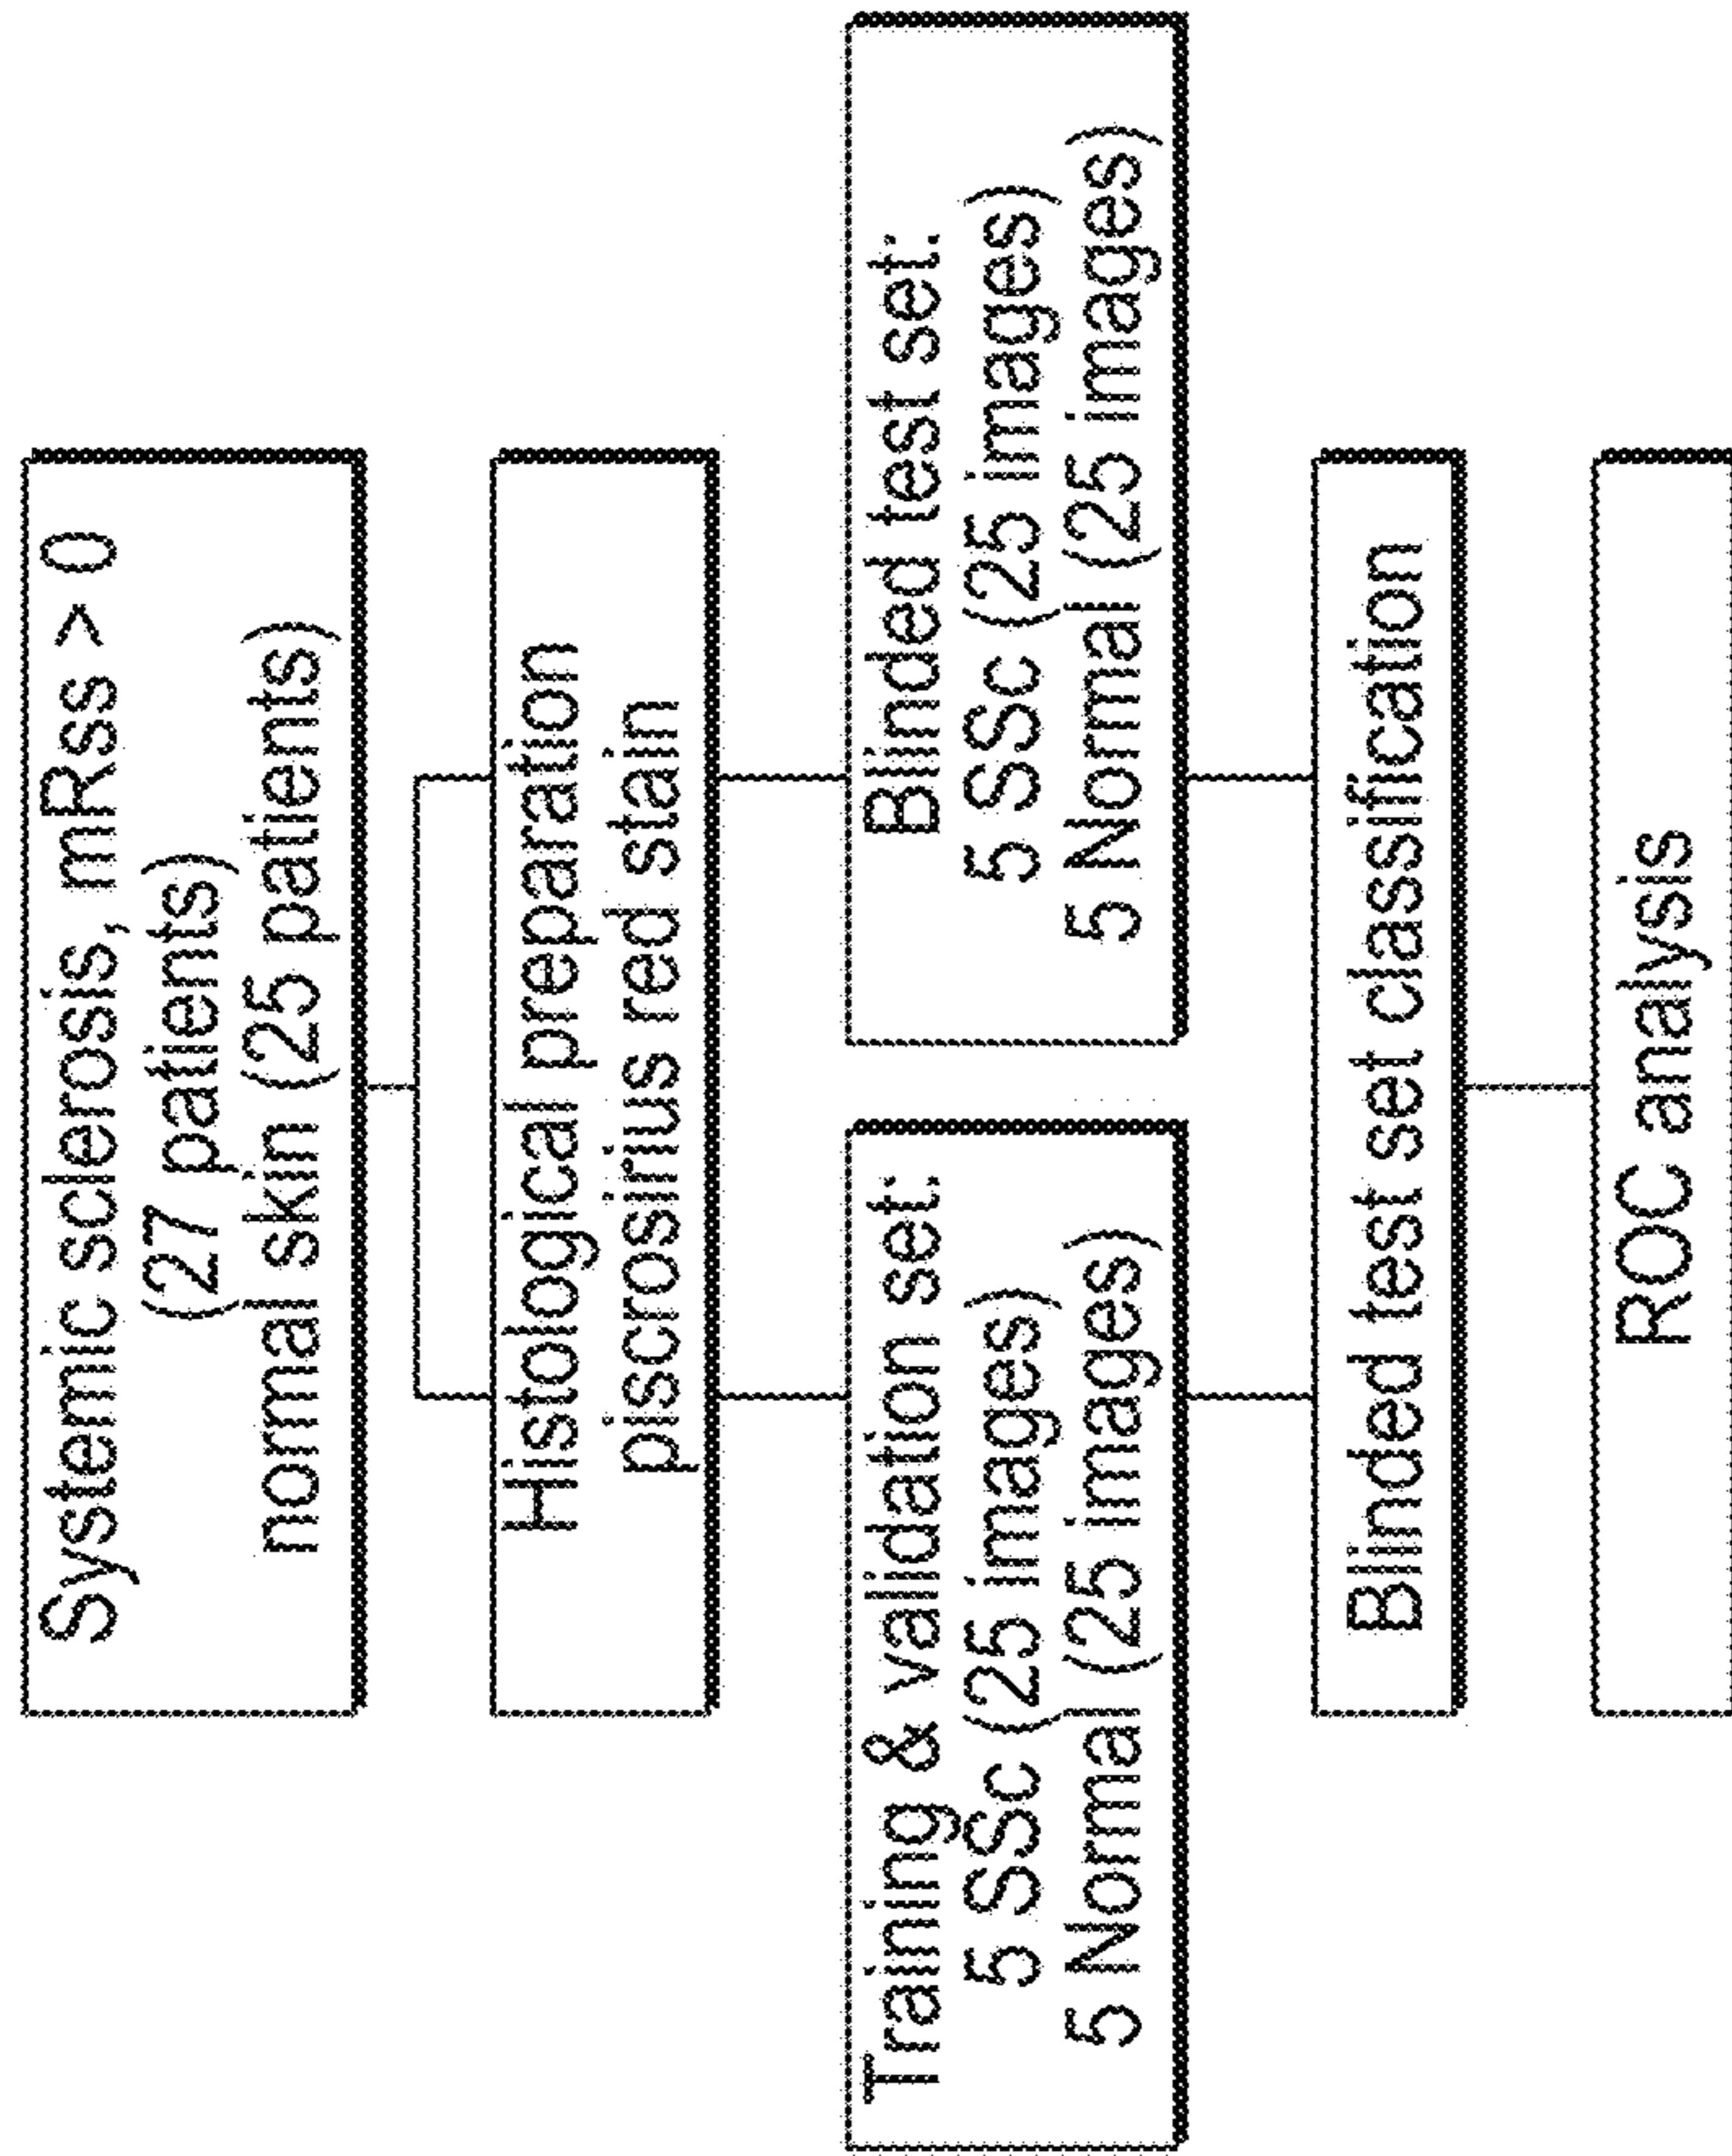 Systemic sclerosis, mRss > 0
(27 patients)
normal skin (25 patients)
Histological preparation
piscrosirius red stain
Training & validation set:
5 SSc (25 images)
5 Normal (25 images)
Blinded test set:
5 SSc (25 images)
5 Normal (25 images)
Blinded test set classification
ROC analysis